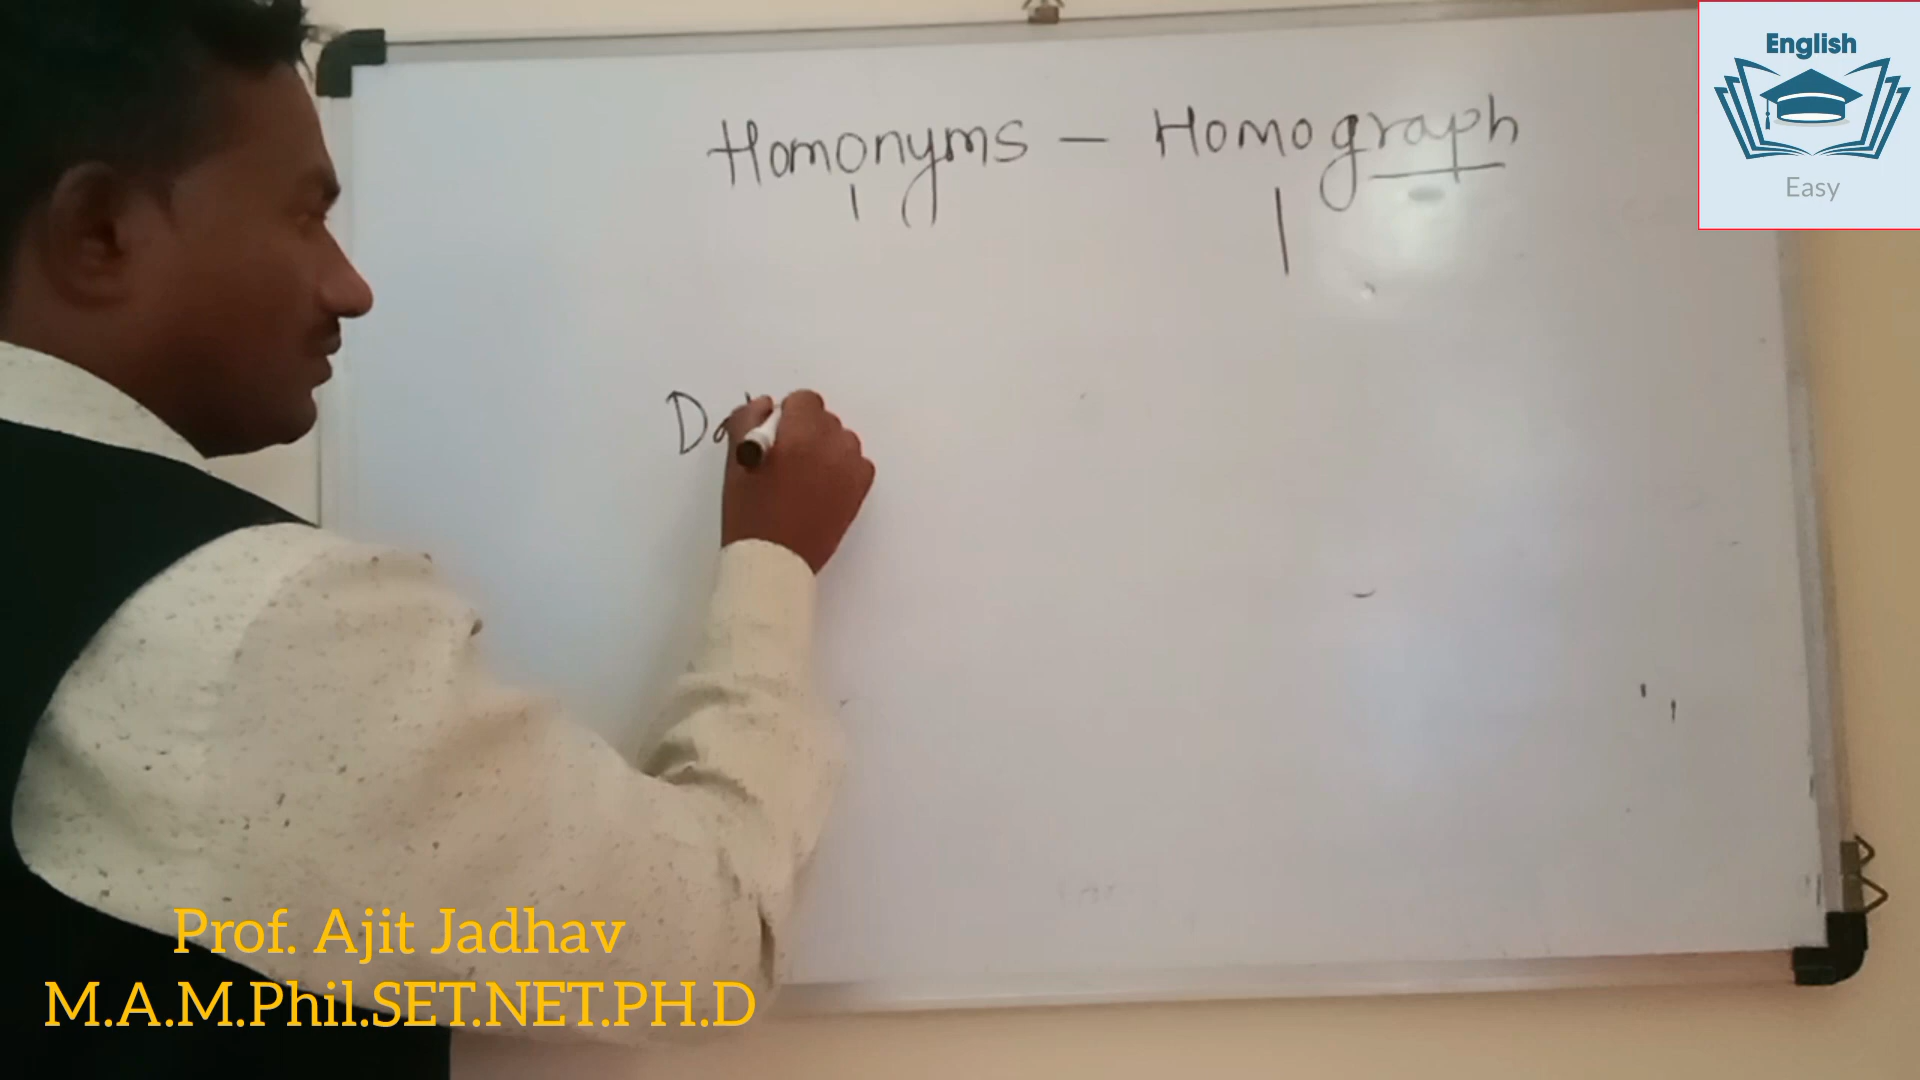 English
Easy
Homonyms – Homograph
Prof. Ajit Jadhav
M.A.M.Phil.SET.NET.PH.D